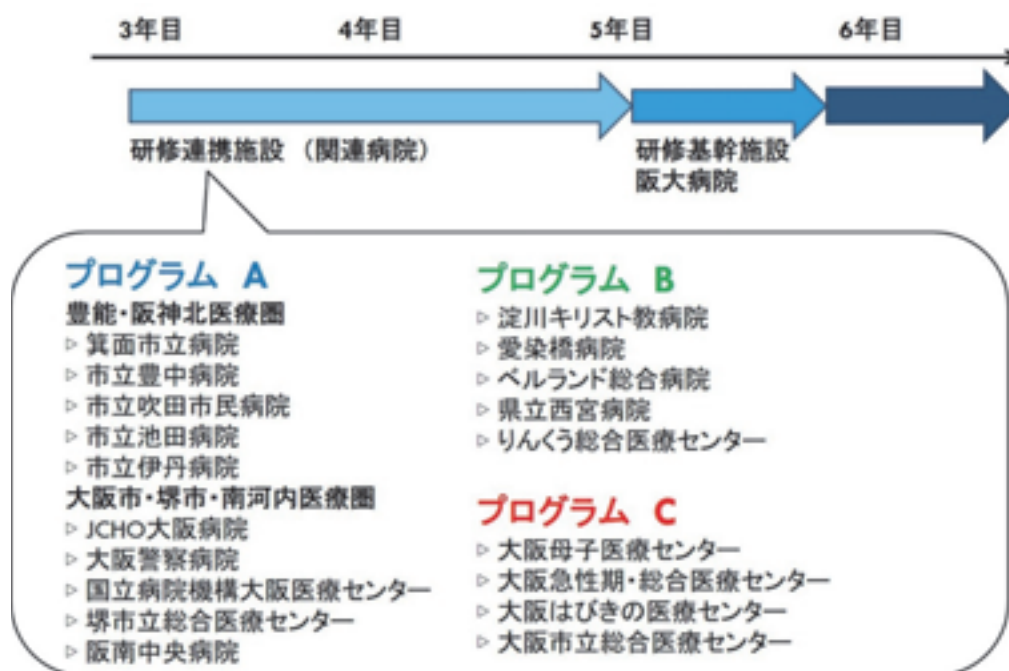 3年目 4年目 5年目 6年目
研修連携施設 （関連病院）
研修基幹施設
阪大病院
プログラム A
豊能・阪神北医療圏
▷ 箕面市立病院
▷ 市立豊中病院
▷ 市立吹田市民病院
▷ 市立池田病院
▷ 市立伊丹病院
大阪市・堺市・南河内医療圏
▷ JCHO大阪病院
▷ 大阪警察病院
▷ 国立病院機構大阪医療センター
▷ 堺市立総合医療センター
▷ 阪南中央病院
プログラム B
▷ 淀川キリスト教病院
▷ 愛染橋病院
▷ ベルランド総合病院
▷ 県立西宮病院
▷ りんくう総合医療センター
プログラム C
▷ 大阪母子医療センター
▷ 大阪急性期・総合医療センター
▷ 大阪はびきの医療センター
▷ 大阪市立総合医療センター